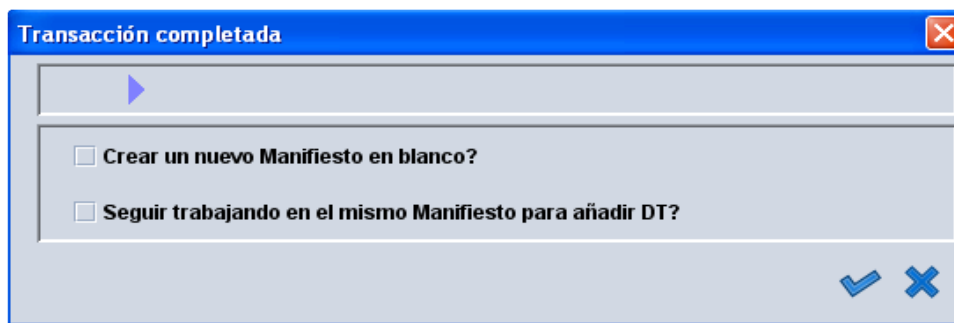 Transacción completada
Crear un nuevo Manifiesto en blanco?
Seguir trabajando en el mismo Manifiesto para añadir DT?